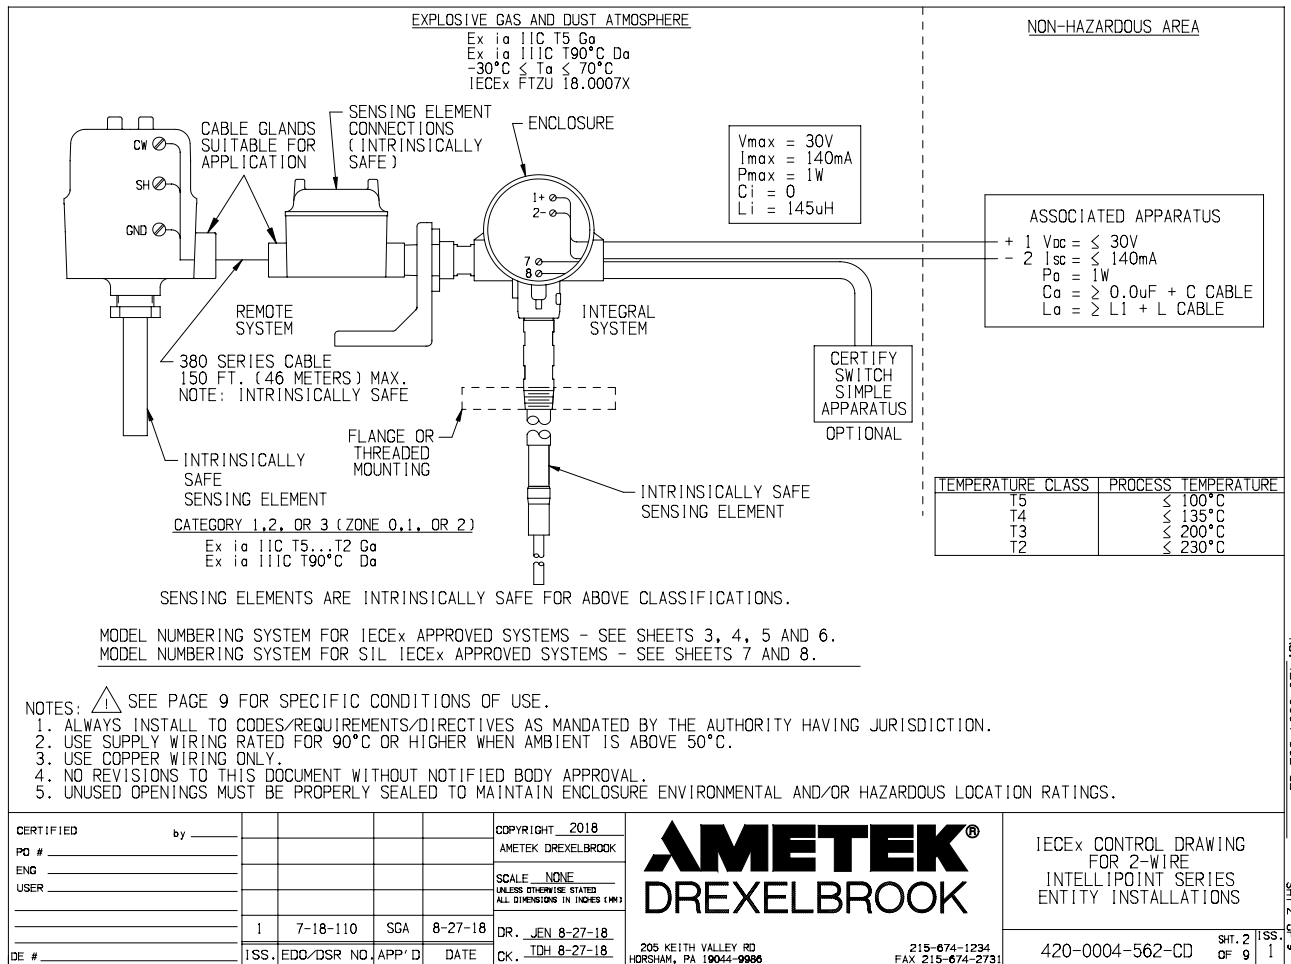 EXPLOSIVE GAS AND DUST ATMOSPHERE
Ex ia IIC T5 Ga
Ex ia IIIC T90°C Da
-30°C ≤ Ta ≤ 70°C
IECEx FTZU 18.0007X
NON-HAZARDOUS AREA
CW
SH
GND
CABLE GLANDS
SUITABLE FOR
APPLICATION
SENSING ELEMENT
CONNECTIONS
(INTRINSICALLY
SAFE)
ENCLOSURE
1+
2-
7
8
Vmax = 30V
Imax = 140mA
Pmax = 1W
Ci = 0
Li = 145uH
ASSOCIATED APPARATUS
+ 1 VDC = ≤ 30V
- 2 Isc = ≤ 140mA
Po = 1W
Ca = ≥ 0.0uF + C CABLE
La = ≥ L1 + L CABLE
REMOTE
SYSTEM
INTEGRAL
SYSTEM
380 SERIES CABLE
150 FT. (46 METERS) MAX.
NOTE: INTRINSICALLY SAFE
CERTIFY
SWITCH
SIMPLE
APPARATUS
OPTIONAL
FLANGE OR
THREADED
MOUNTING
INTRINSICALLY
SAFE
SENSING ELEMENT
INTRINSICALLY SAFE
SENSING ELEMENT
TEMPERATURE CLASS PROCESS TEMPERATURE
T5 ≤ 100°C
T4 ≤ 135°C
T3 ≤ 200°C
T2 ≤ 230°C
CATEGORY 1,2, OR 3 (ZONE 0,1, OR 2)
Ex ia IIC T5...T2 Ga
Ex ia IIIC T90°C Da
SENSING ELEMENTS ARE INTRINSICALLY SAFE FOR ABOVE CLASSIFICATIONS.
MODEL NUMBERING SYSTEM FOR IECEx APPROVED SYSTEMS - SEE SHEETS 3, 4, 5 AND 6.
MODEL NUMBERING SYSTEM FOR SIL IECEx APPROVED SYSTEMS - SEE SHEETS 7 AND 8.
NOTES: ! SEE PAGE 9 FOR SPECIFIC CONDITIONS OF USE.
1. ALWAYS INSTALL TO CODES/REQUIREMENTS/DIRECTIVES AS MANDATED BY THE AUTHORITY HAVING JURISDICTION.
2. USE SUPPLY WIRING RATED FOR 90°C OR HIGHER WHEN AMBIENT IS ABOVE 50°C.
3. USE COPPER WIRING ONLY.
4. NO REVISIONS TO THIS DOCUMENT WITHOUT NOTIFIED BODY APPROVAL.
5. UNUSED OPENINGS MUST BE PROPERLY SEALED TO MAINTAIN ENCLOSURE ENVIRONMENTAL AND/OR HAZARDOUS LOCATION RATINGS.
CERTIFIED by
PO #
ENG
USER
OE #
1 7-18-110 SGA 8-27-18
ISS. EDO/DSR NO. APP'D DATE
COPYRIGHT 2018
AMETEK DREXELBROOK
SCALE NONE
UNLESS OTHERWISE STATED
ALL DIMENSIONS IN INCHES (MM)
DR. JEN 8-27-18
CK. TDH 8-27-18
AMETEK®
DREXELBROOK
205 KEITH VALLEY RD
HORSHAM, PA 19044-9986
215-674-1234
FAX 215-674-2731
IECEx CONTROL DRAWING
FOR 2-WIRE
INTELLIPOINT SERIES
ENTITY INSTALLATIONS
420-0004-562-CD
SHT. 2
OF 9
ISS.
1